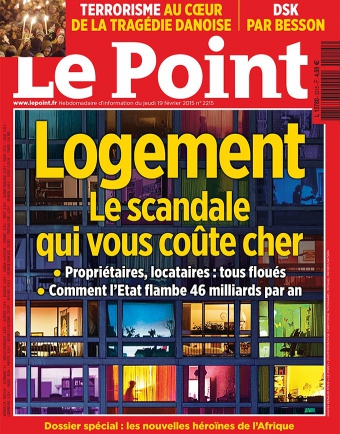 TERRORISME AU CŒUR
DE LA TRAGÉDIE DANOISE
DSK
PAR BESSON
Le Point
www.lepoint.fr Hebdomadaire d'information du jeudi 19 février 2015 n° 2215
Logement
Le scandale
qui vous coûte cher
• Propriétaires, locataires : tous floués
• Comment l'Etat flambe 46 milliards par an
Dossier spécial : les nouvelles héroïnes de l'Afrique